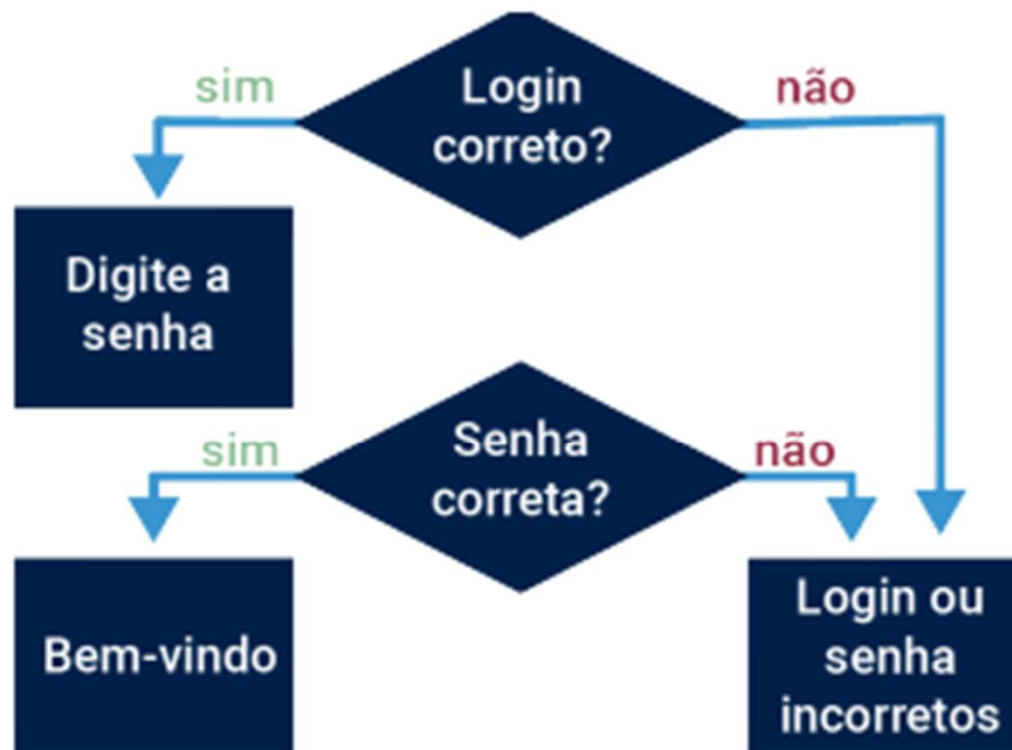 sim
Login
correto?
não
Digite a
senha
sim
Senha
correta?
não
Bem-vindo
Login ou
senha
incorretos